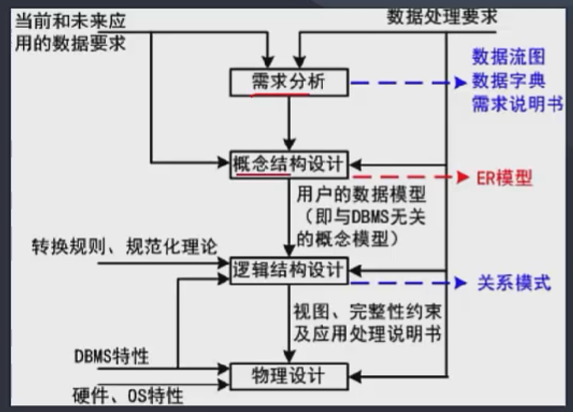 当前和未来应
用的数据要求
数据处理要求
需求分析
数据流图
数据字典
需求说明书
概念结构设计
ER模型
用户的数据模型
（即与DBMS无关
的概念模型）
转换规则、规范化理论
逻辑结构设计
关系模式
视图、完整性约束
及应用处理说明书
DBMS特性
物理设计
硬件、OS特性